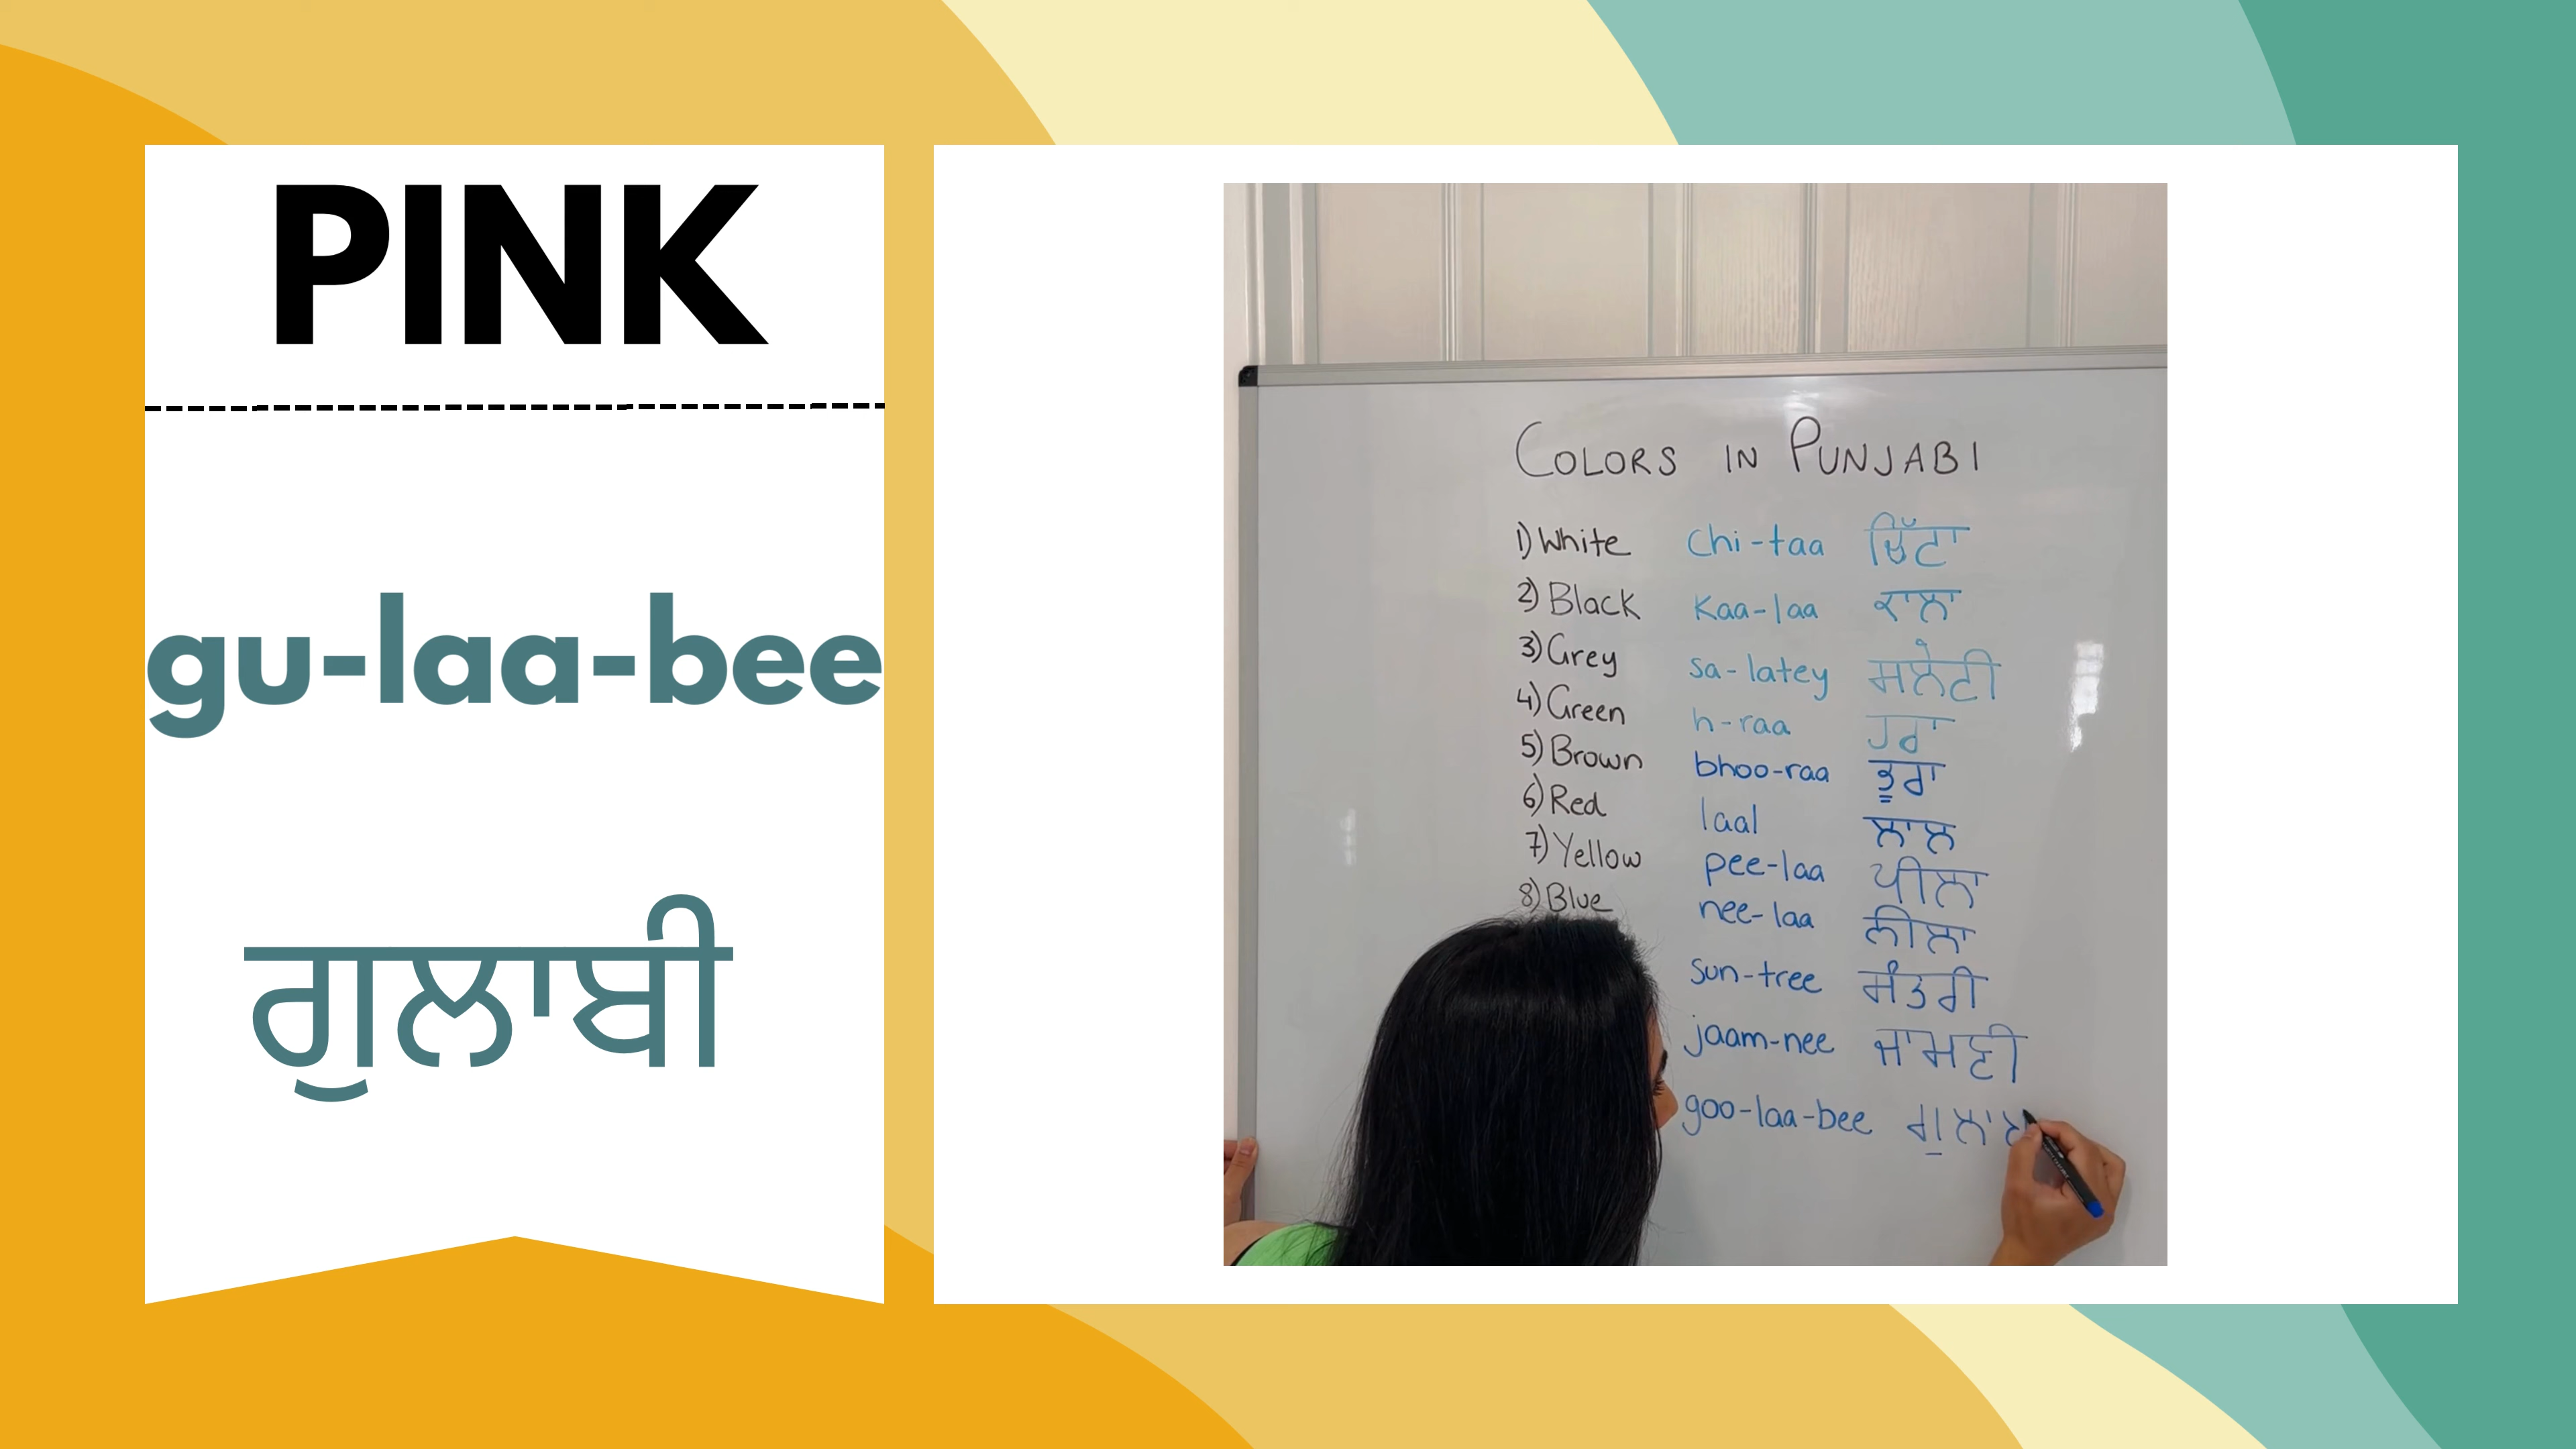 PINK
gu-laa-bee
ਗੁਲਾਬੀ
COLORS IN PUNJABI
1) White chi-taa ਚਿੱਟਾ
2) Black Kaa-laa ਕਾਲਾ
3) Grey sa-latey ਸਲੇਟੀ
4) Green h-raa ਹਰਾ
5) Brown bhoo-raa ਭੂਰਾ
6) Red laal ਲਾਲ
7) Yellow pee-laa ਪੀਲਾ
8) Blue nee-laa ਨੀਲਾ
sun-tree ਸੰਤਰੀ
jaam-nee ਜਾਮਣੀ
goo-laa-bee